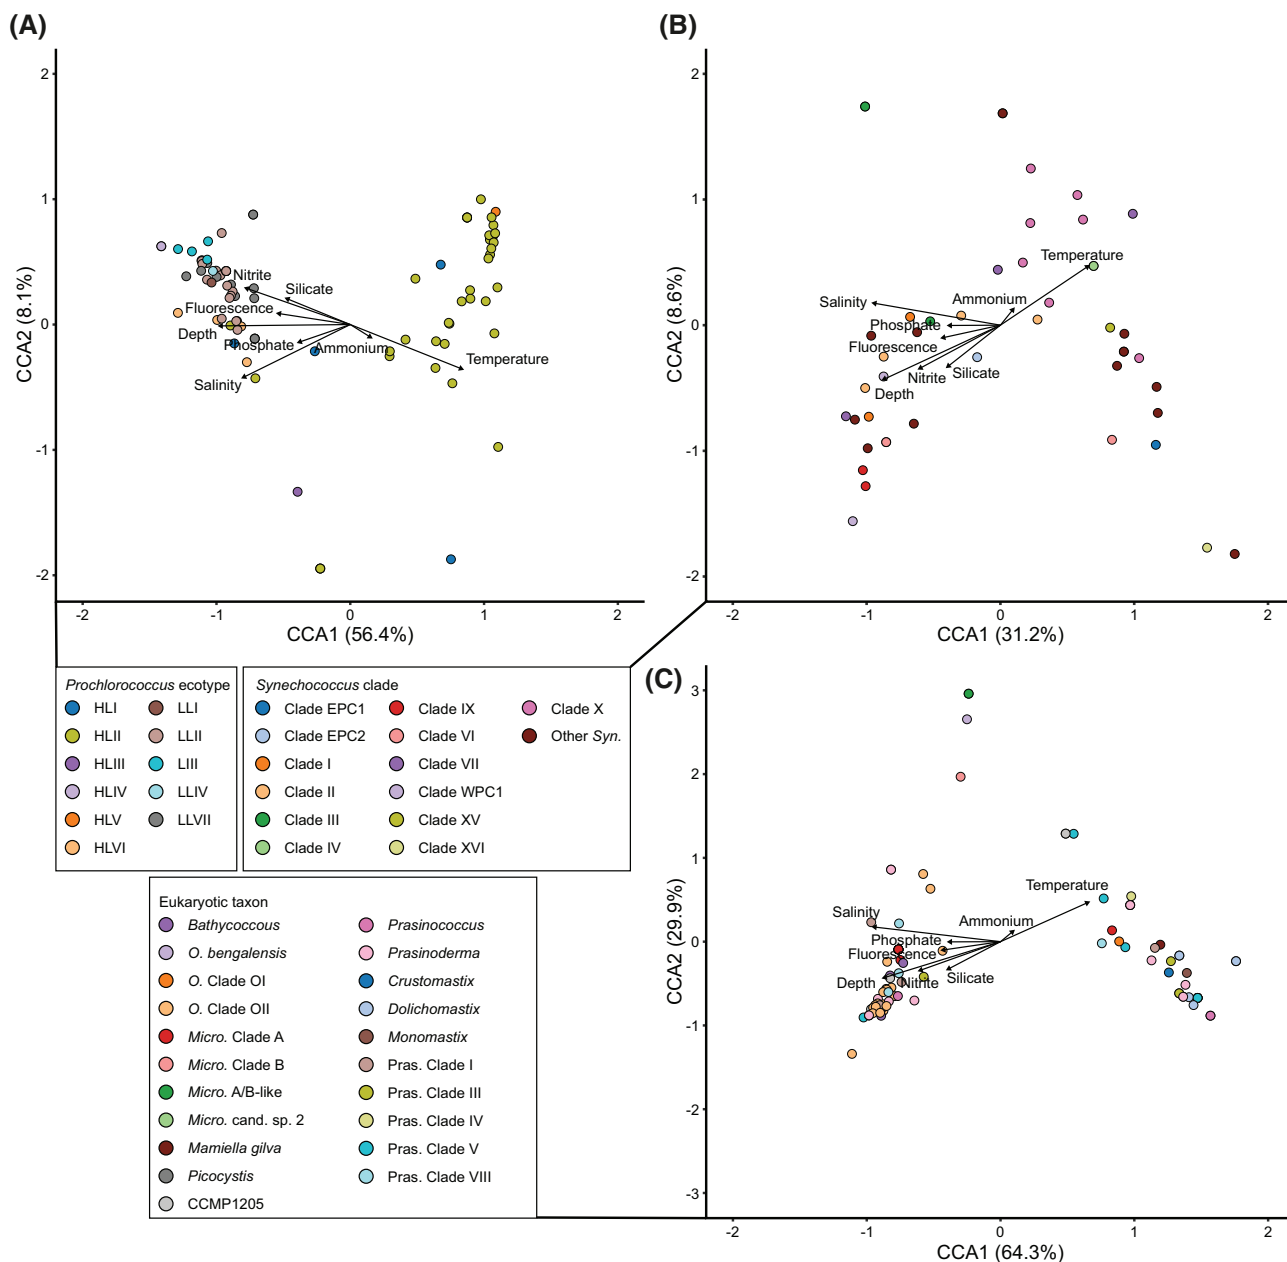 (A)
2
1
0
-1
-2
CCA2 (8.1%)
Nitrite
Silicate
Fluorescence
Depth
Phosphate
Ammonium
Temperature
Salinity
-2
-1
0
1
2
CCA1 (56.4%)
(B)
2
1
0
-1
-2
CCA2 (8.6%)
Temperature
Salinity
Ammonium
Phosphate
Fluorescence
Nitrite
Silicate
Depth
-2
-1
0
1
2
CCA1 (31.2%)
Prochlorococcus ecotype
HLI
HLII
HLIII
HLIV
HLV
HLVI
LLI
LLII
LIII
LLIV
LLVII
Synechococcus clade
Clade EPC1
Clade EPC2
Clade I
Clade II
Clade III
Clade IV
Clade IX
Clade VI
Clade VII
Clade WPC1
Clade XV
Clade XVI
Clade X
Other Syn.
Eukaryotic taxon
Bathycoccus
O. bengalensis
O. Clade OI
O. Clade OII
Micro. Clade A
Micro. Clade B
Micro. A/B-like
Micro. cand. sp. 2
Mamiella gilva
Picocystis
CCMP1205
Prasinococcus
Prasinoderma
Crustomastix
Dolichomastix
Monomastix
Pras. Clade I
Pras. Clade III
Pras. Clade IV
Pras. Clade V
Pras. Clade VIII
(C)
3
2
1
0
-1
-2
-3
CCA2 (29.9%)
Temperature
Salinity
Ammonium
Phosphate
Fluorescence
Depth
Nitrite
Silicate
-2
-1
0
1
2
CCA1 (64.3%)